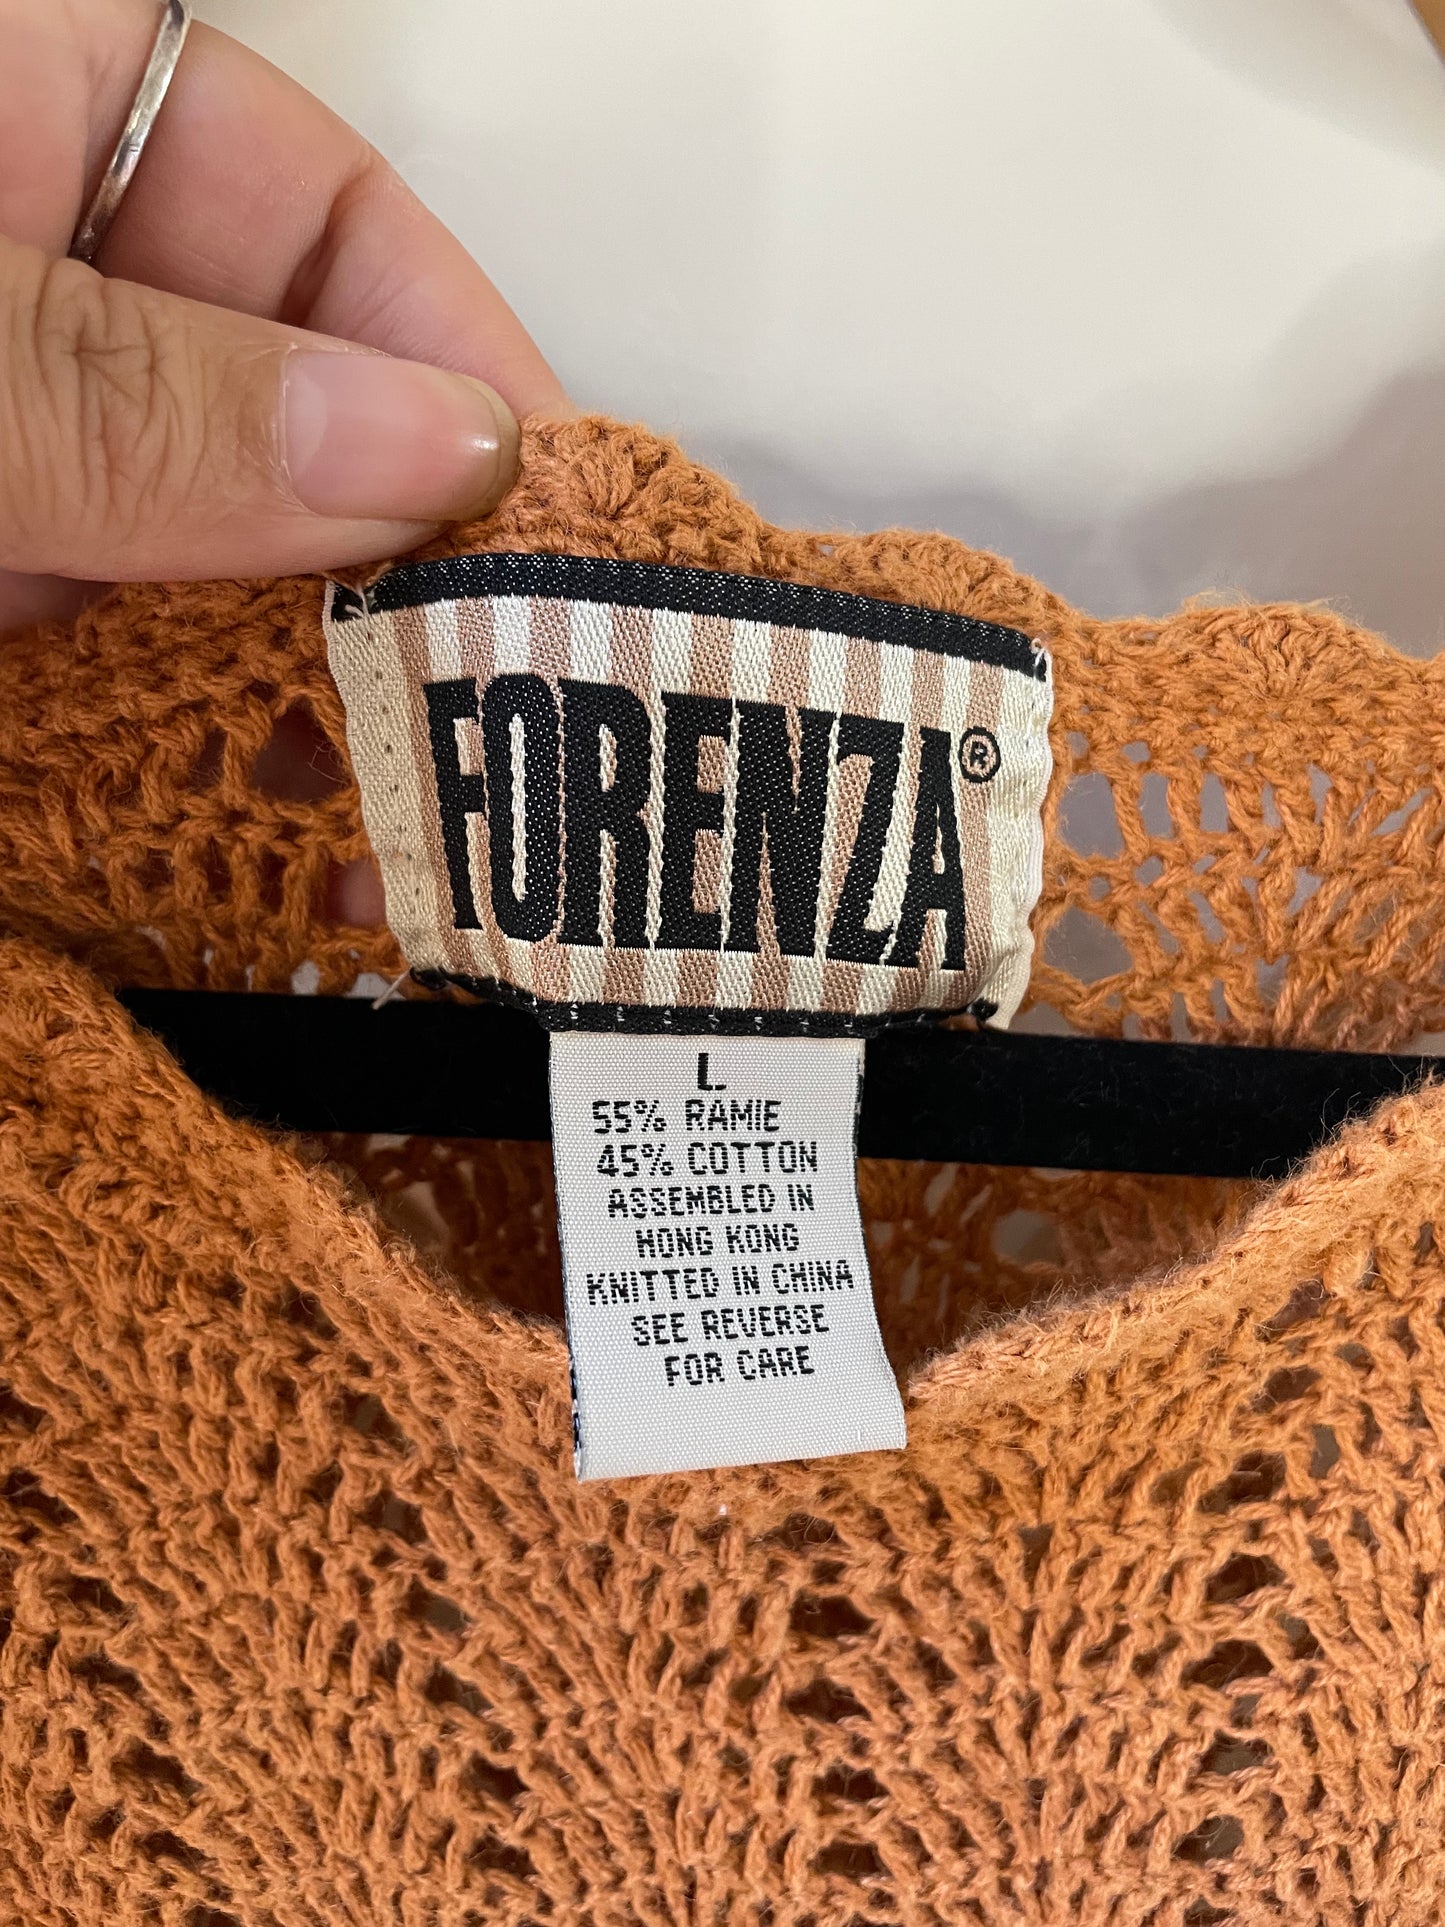 FORENZA®
L
55% RAMIE
45% COTTON
ASSEMBLED IN
HONG KONG
KNITTED IN CHINA
SEE REVERSE
FOR CARE